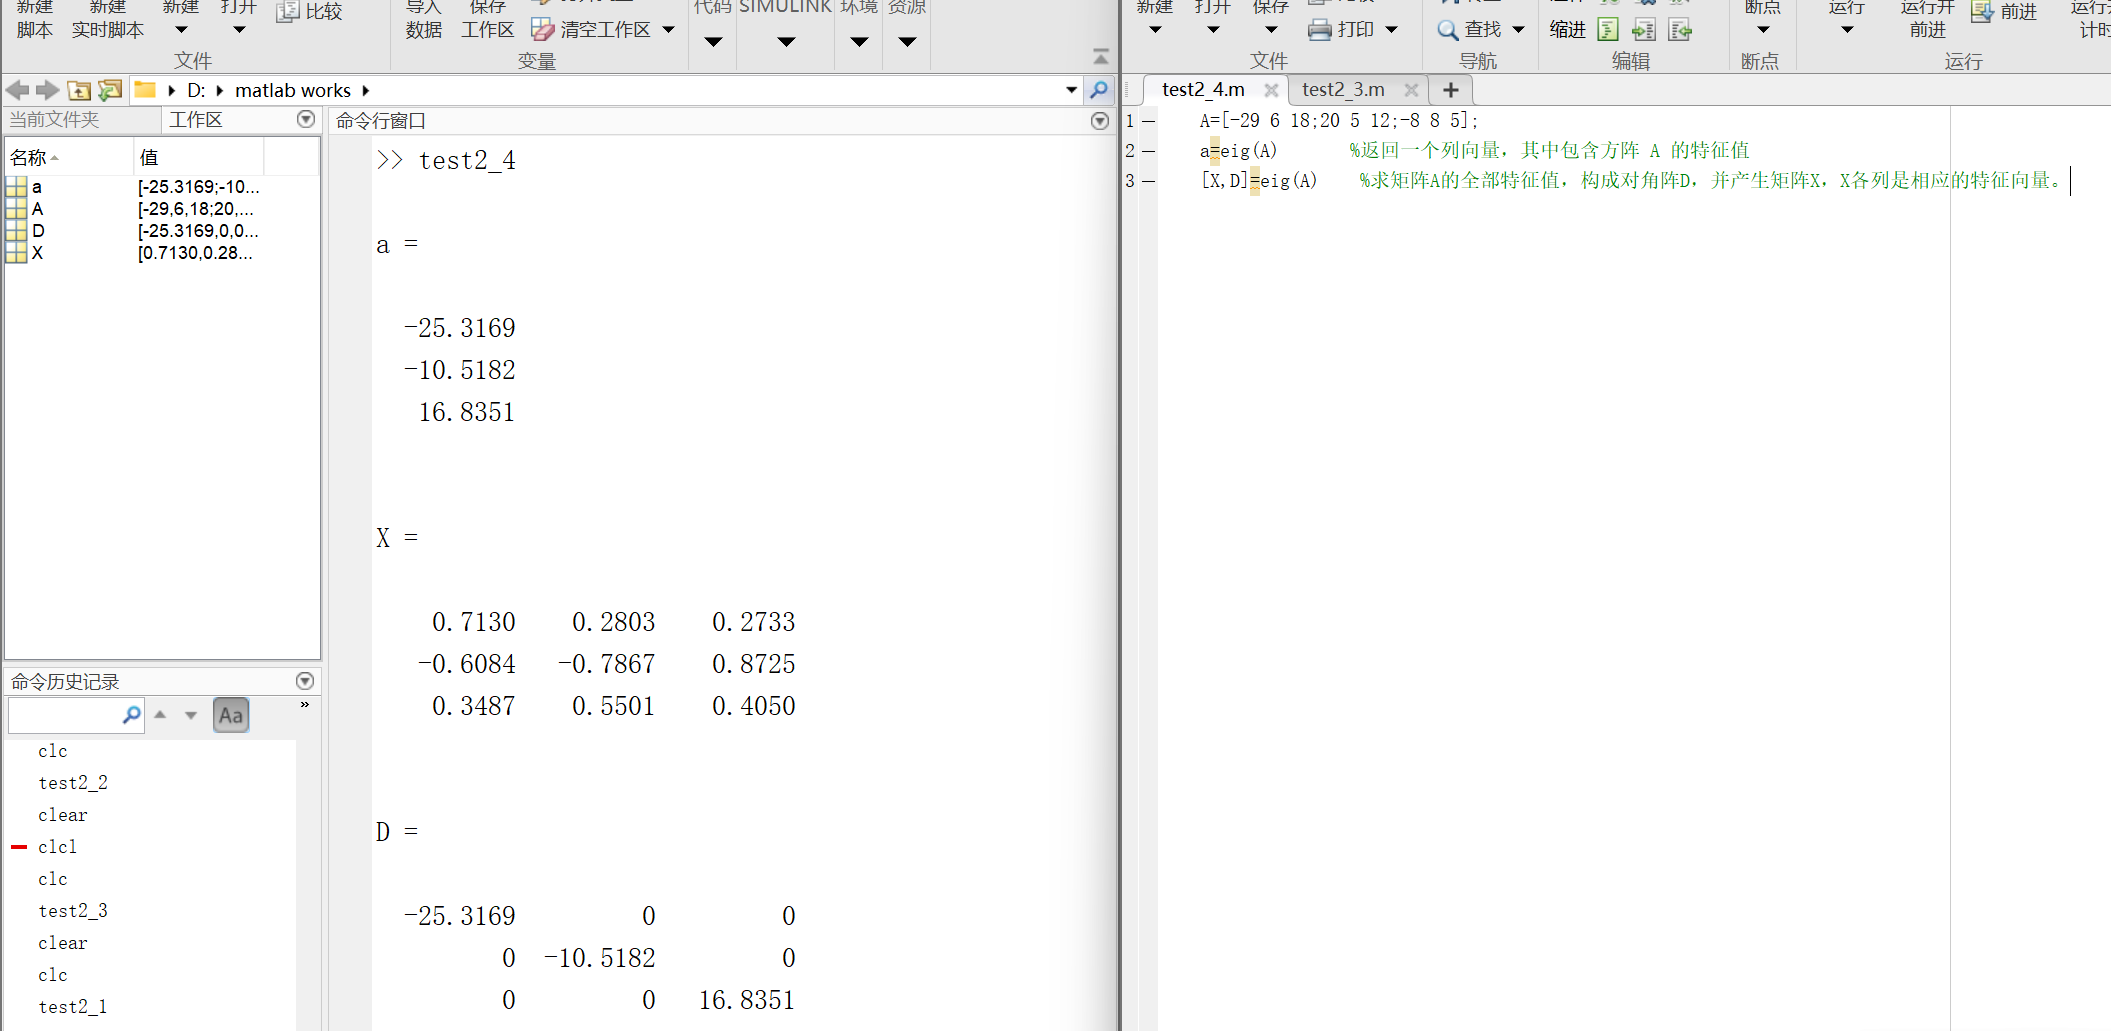 新建 新建 新建 打开 比较
脚本 实时脚本
文件
导入 保存
数据 工作区 清空工作区
变量
代码 SIMULINK 环境 资源
D: matlab works
当前文件夹 工作区
名称 值
a [-25.3169;-10...
A [-29,6,18;20,...
D [-25.3169,0,0...
X [0.7130,0.28...
命令历史记录
Aa »
clc
test2_2
clear
clcl
clc
test2_3
clear
clc
test2_1
命令行窗口
>> test2_4
a =
-25.3169
-10.5182
16.8351
X =
0.7130 0.2803 0.2733
-0.6084 -0.7867 0.8725
0.3487 0.5501 0.4050
D =
-25.3169 0 0
0 -10.5182 0
0 0 16.8351
新建 打开 保存
打印
文件
查找
导航
缩进
编辑
断点
断点
运行 运行并 前进
前进
运行
test2_4.m test2_3.m +
1 A=[-29 6 18;20 5 12;-8 8 5];
2 a=eig(A) %返回一个列向量，其中包含方阵 A 的特征值
3 [X,D]=eig(A) %求矩阵A的全部特征值，构成对角阵D，并产生矩阵X，X各列是相应的特征向量。